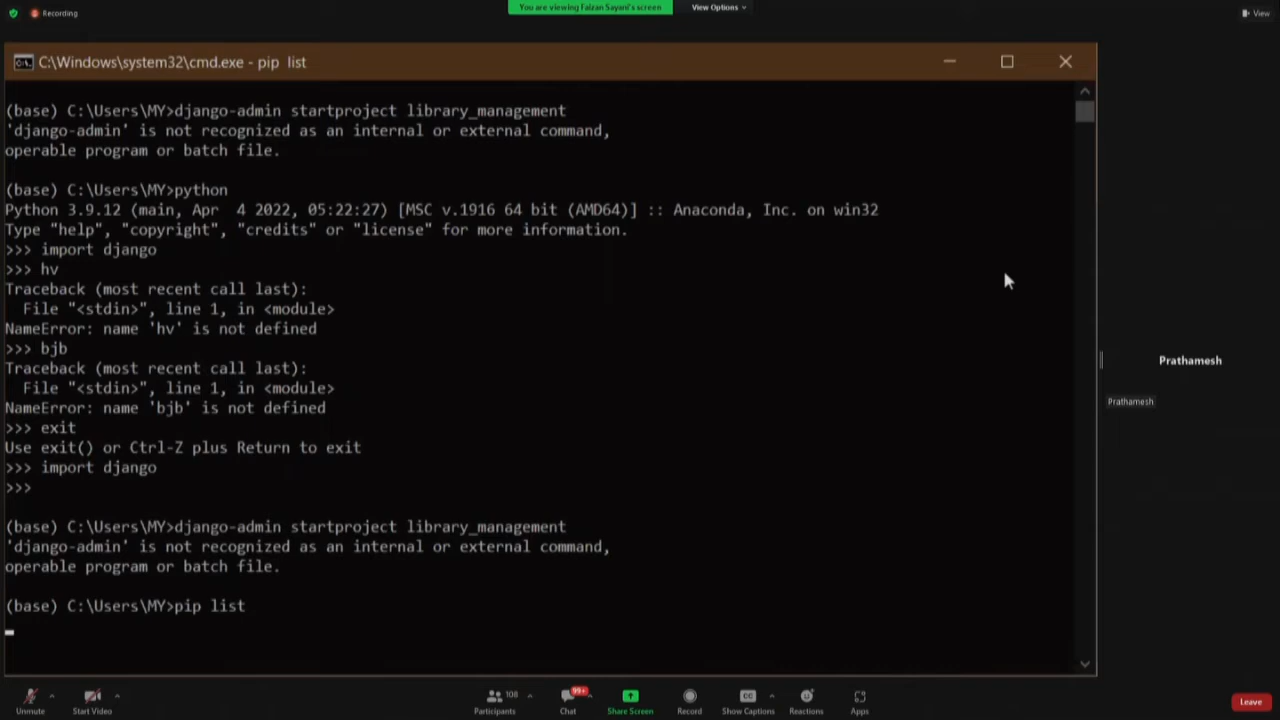 Recording
You are viewing Faizan Sayani's screen
View Options
View
C:\Windows\system32\cmd.exe - pip  list
(base) C:\Users\MY>django-admin startproject library_management
'django-admin' is not recognized as an internal or external command,
operable program or batch file.
(base) C:\Users\MY>python
Python 3.9.12 (main, Apr  4 2022, 05:22:27) [MSC v.1916 64 bit (AMD64)] :: Anaconda, Inc. on win32
Type "help", "copyright", "credits" or "license" for more information.
>>> import django
>>> hv
Traceback (most recent call last):
  File "<stdin>", line 1, in <module>
NameError: name 'hv' is not defined
>>> bjb
Traceback (most recent call last):
  File "<stdin>", line 1, in <module>
NameError: name 'bjb' is not defined
>>> exit
Use exit() or Ctrl-Z plus Return to exit
>>> import django
>>>
(base) C:\Users\MY>django-admin startproject library_management
'django-admin' is not recognized as an internal or external command,
operable program or batch file.
(base) C:\Users\MY>pip list
Prathamesh
Prathamesh
Unmute
Start Video
108
Participants
99+
Chat
Share Screen
Record
CC
Show Captions
Reactions
Apps
Leave